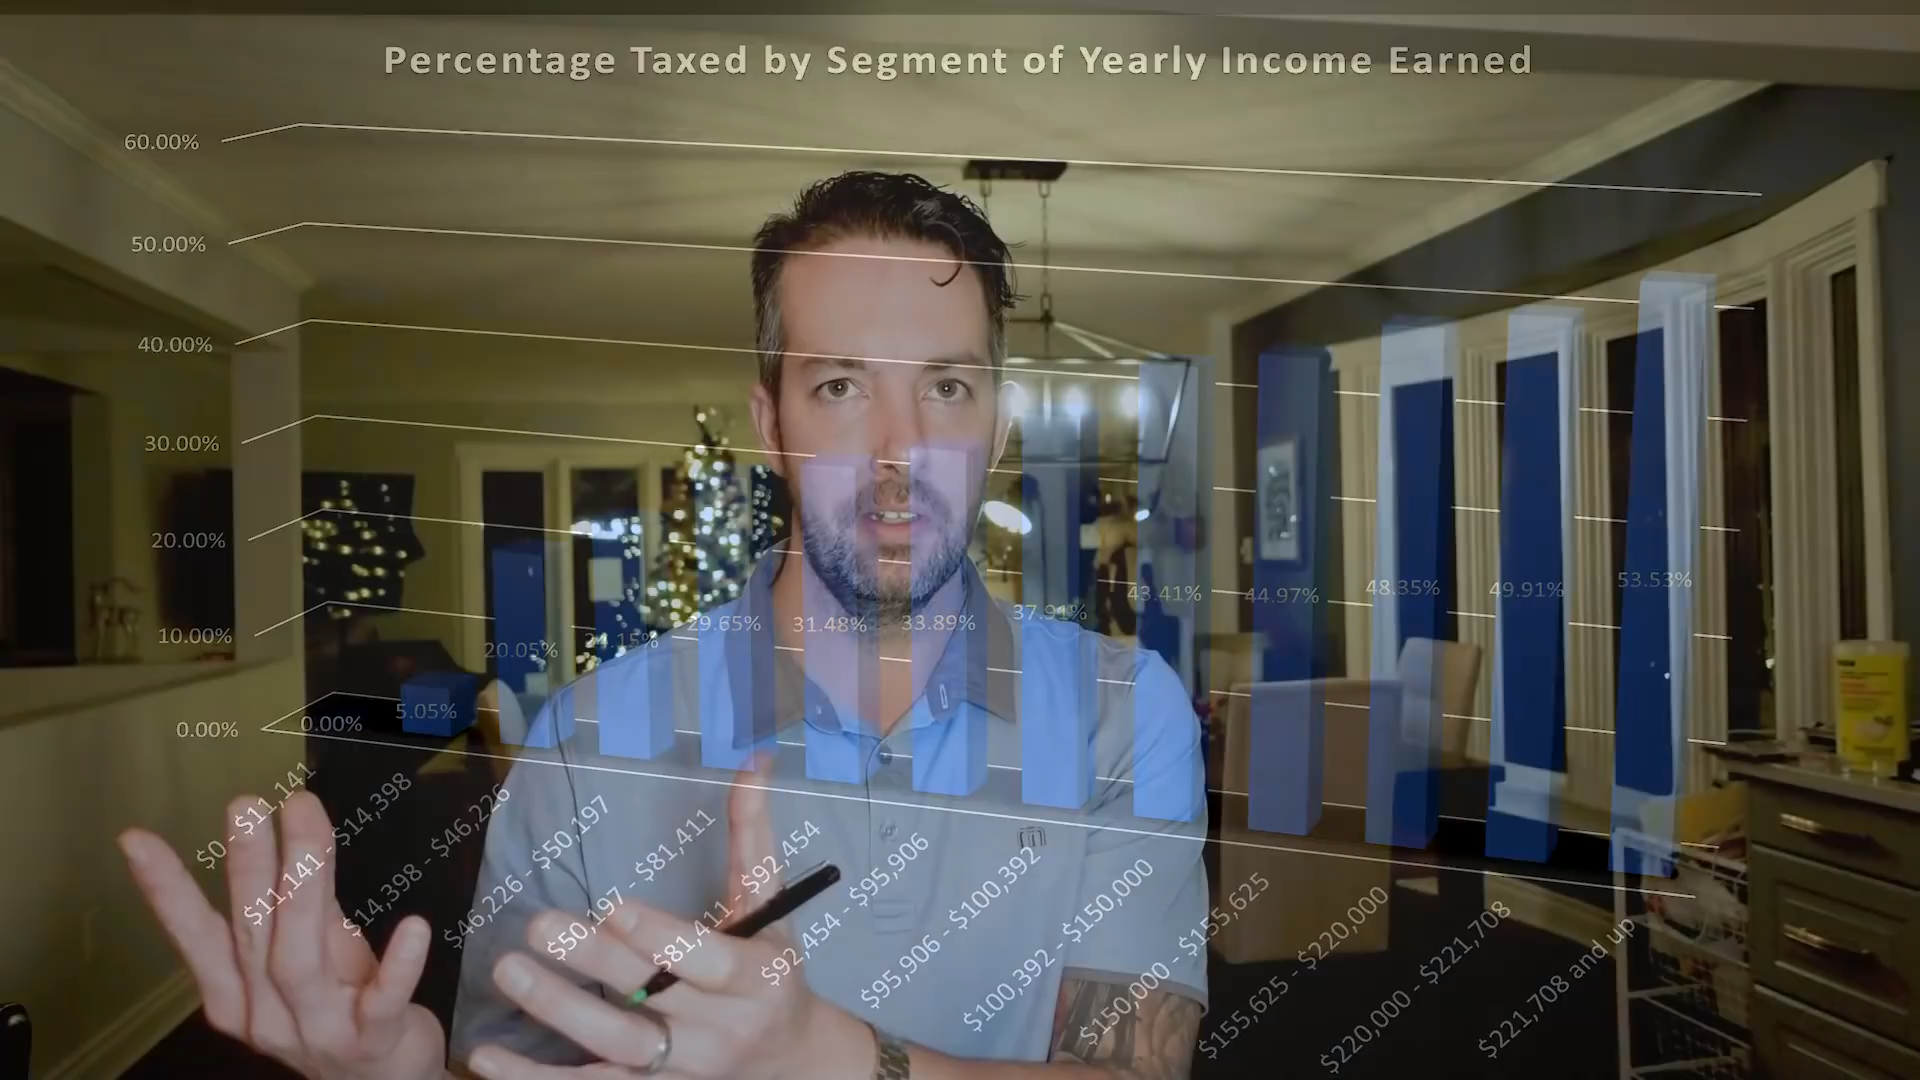 Percentage Taxed by Segment of Yearly Income Earned
60.00%
50.00%
40.00%
30.00%
20.00%
10.00%
0.00%
0.00%
5.05%
20.05%
24.15%
29.65%
31.48%
33.89%
37.91%
43.41%
44.97%
48.35%
49.91%
53.53%
$0 - $11,141
$11,141 - $14,398
$14,398 - $46,226
$46,226 - $50,197
$50,197 - $81,411
$81,411 - $92,454
$92,454 - $95,906
$95,906 - $100,392
$100,392 - $150,000
$150,000 - $155,625
$155,625 - $220,000
$220,000 - $221,708
$221,708 and up